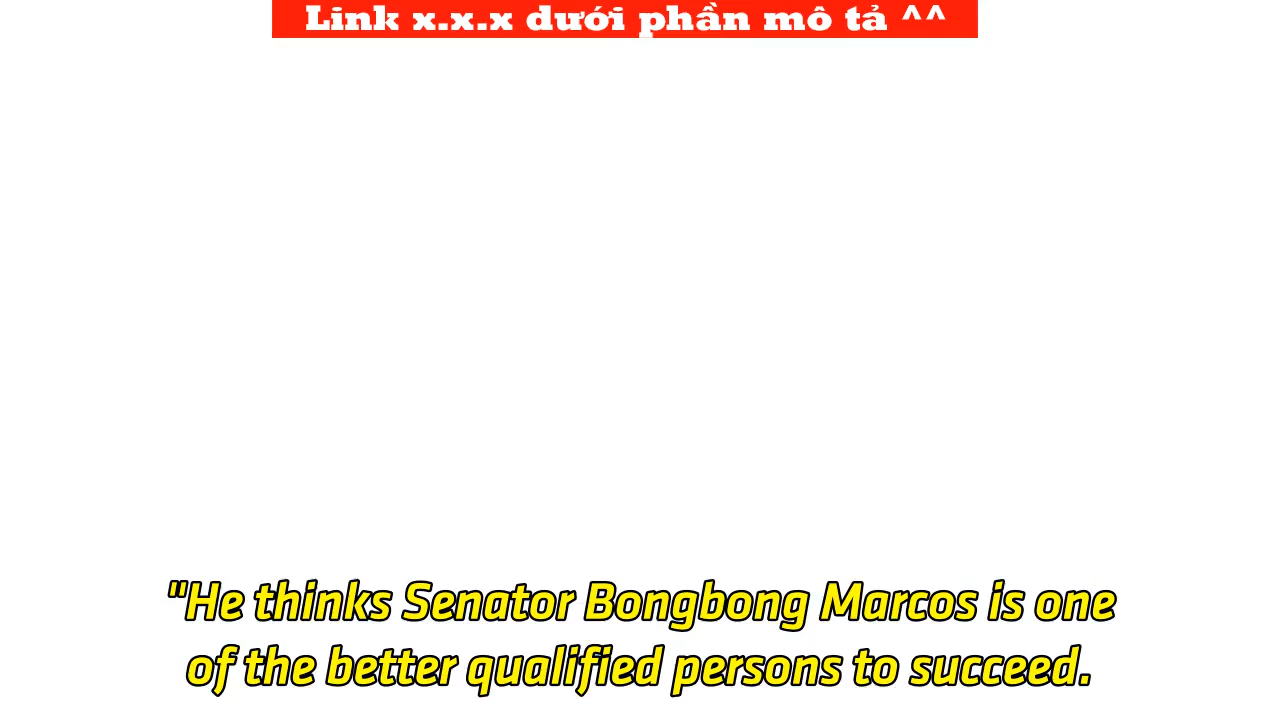 Link x.x.x dưới phần mô tả ^^
"He thinks Senator Bongbong Marcos is one
of the better qualified persons to succeed.